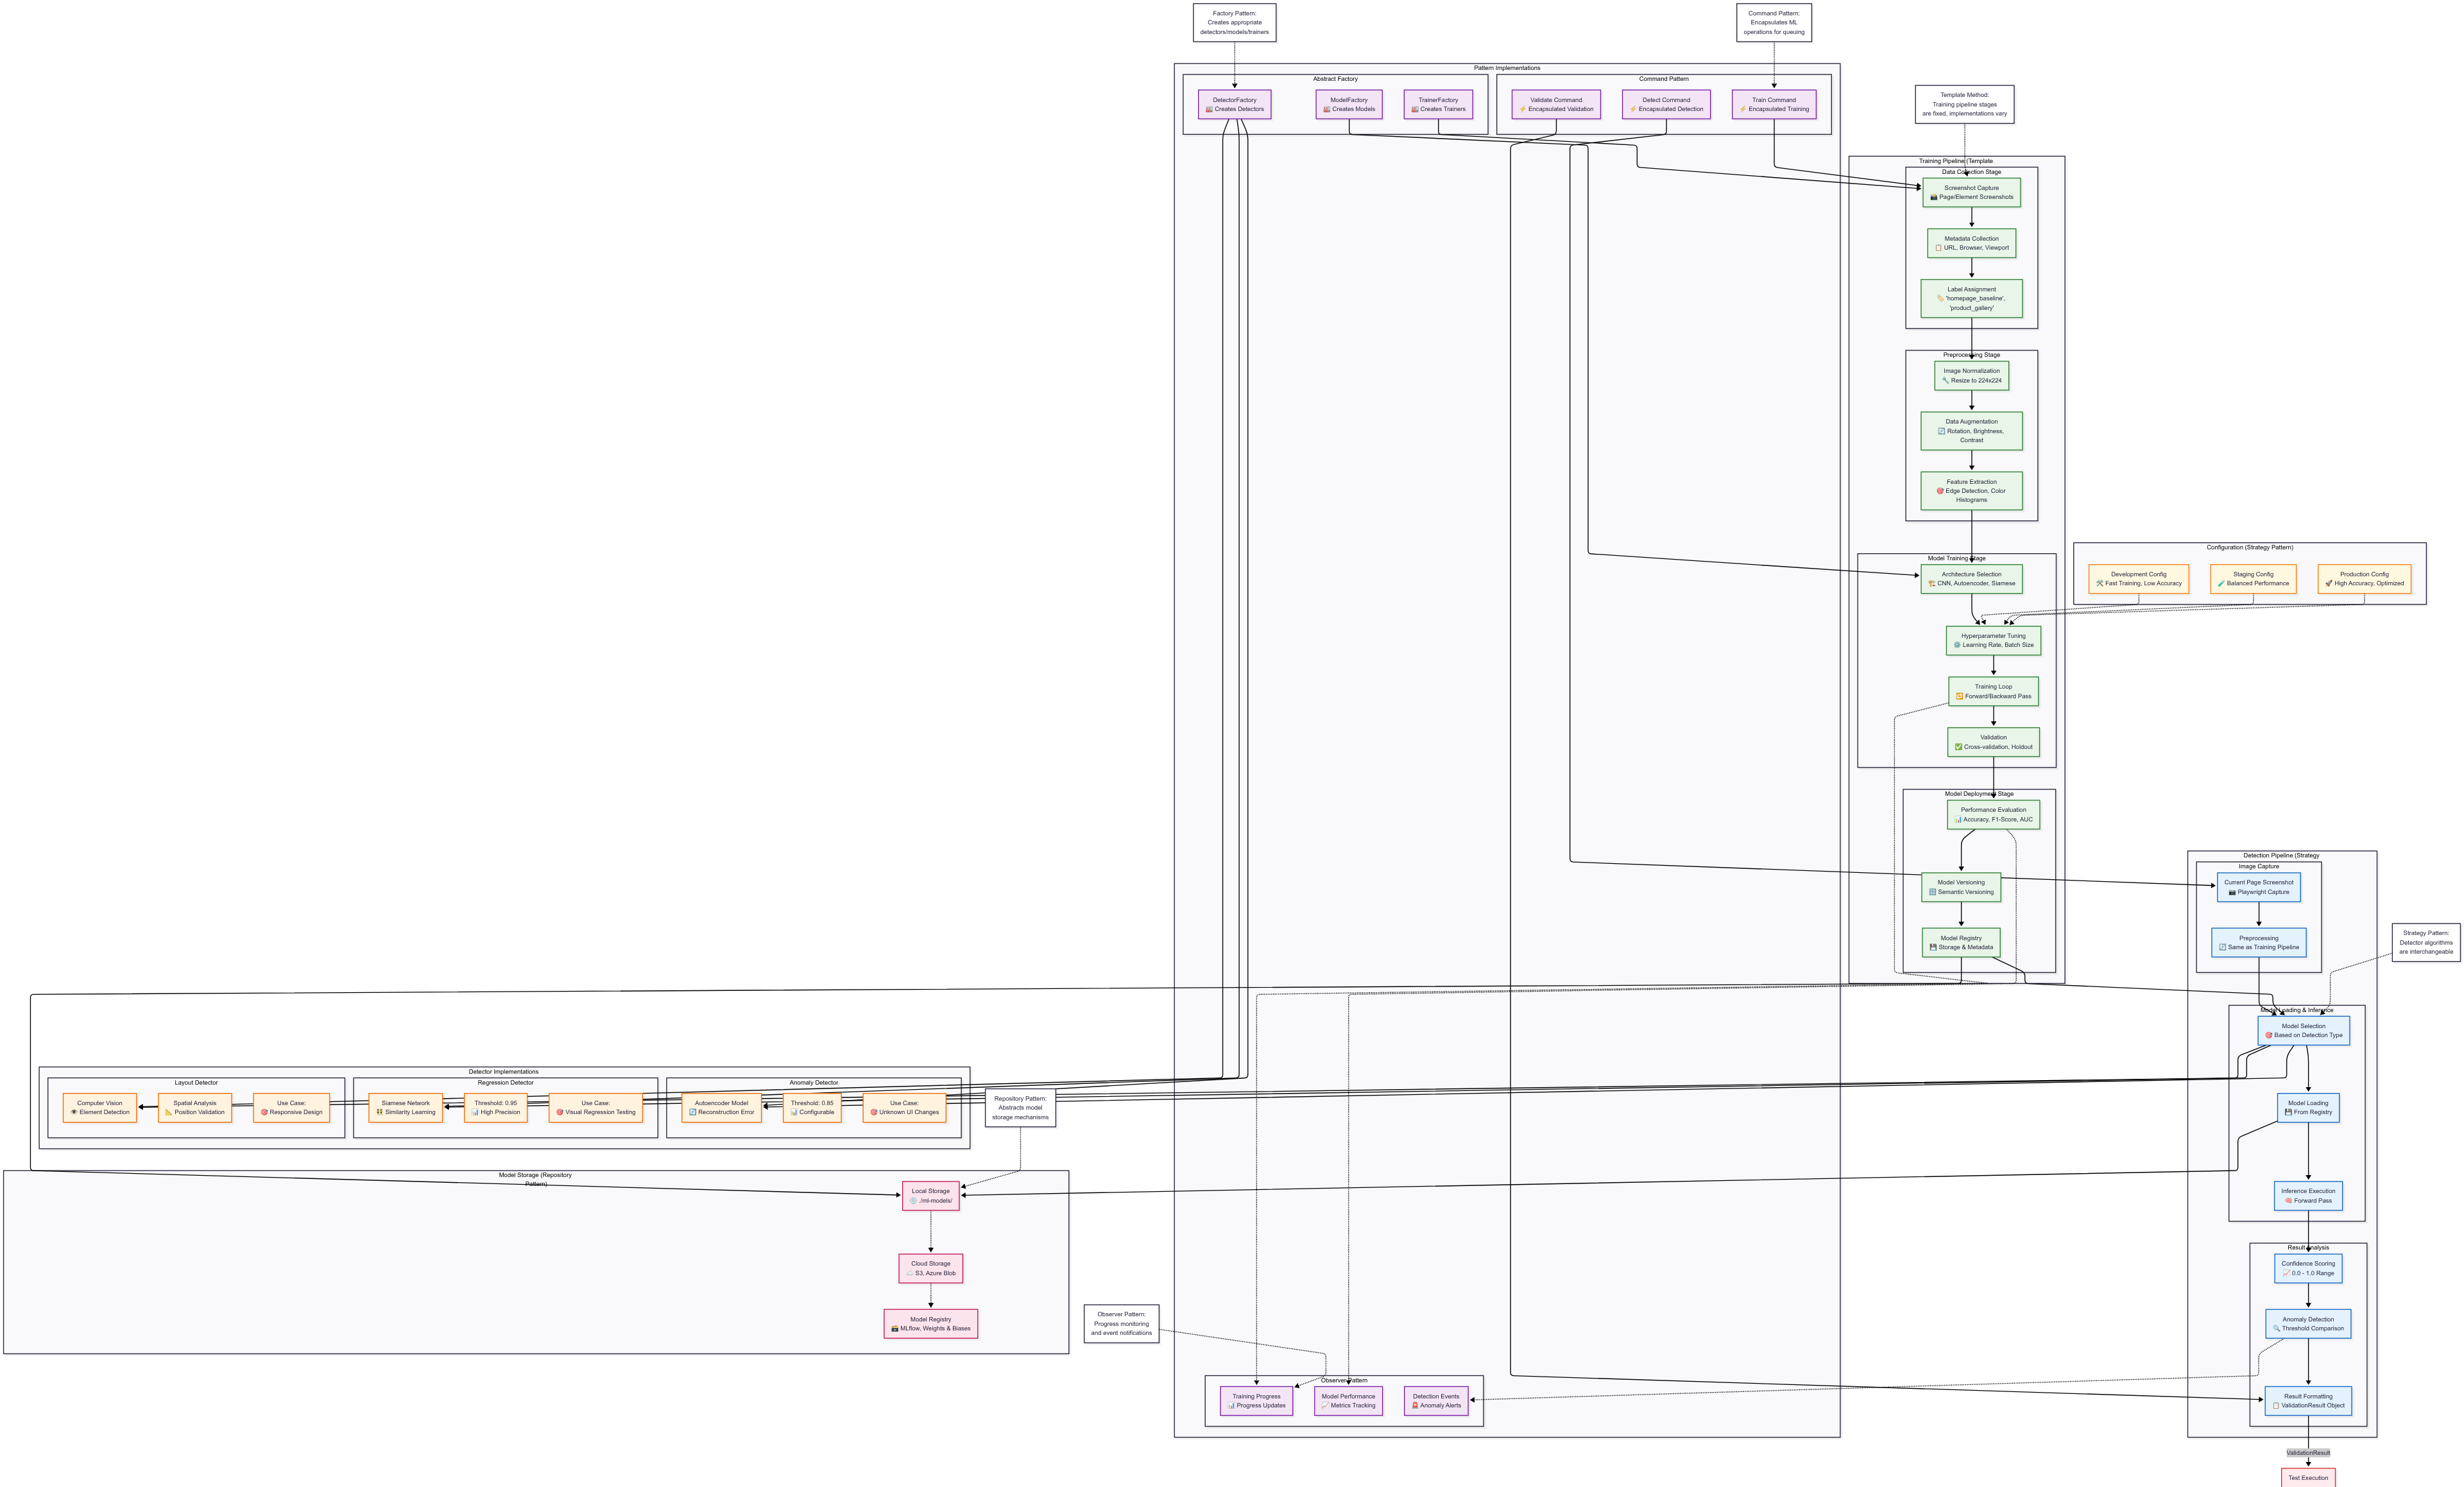 Factory Pattern:
Creates appropriate
detectors/models/trainers
Command Pattern:
Encapsulates ML
operations for queuing
Pattern Implementations
Abstract Factory
DetectorFactory
🏭 Creates Detectors
ModelFactory
🏭 Creates Models
TrainerFactory
🏭 Creates Trainers
Command Pattern
Validate Command
⚡ Encapsulated Validation
Detect Command
⚡ Encapsulated Detection
Train Command
⚡ Encapsulated Training
Template Method:
Training pipeline stages
are fixed, implementations vary
Training Pipeline (Template
Data Collection Stage
Screenshot Capture
📸 Page/Element Screenshots
Metadata Collection
📋 URL, Browser, Viewport
Label Assignment
🏷️ 'homepage_baseline',
'product_gallery'
Preprocessing Stage
Image Normalization
🔧 Resize to 224x224
Data Augmentation
🔄 Rotation, Brightness,
Contrast
Feature Extraction
🎯 Edge Detection, Color
Histograms
Model Training Stage
Architecture Selection
🏗️ CNN, Autoencoder, Siamese
Hyperparameter Tuning
⚙️ Learning Rate, Batch Size
Training Loop
🔁 Forward/Backward Pass
Validation
✅ Cross-validation, Holdout
Configuration (Strategy Pattern)
Development Config
🛠️ Fast Training, Low Accuracy
Staging Config
🧪 Balanced Performance
Production Config
🚀 High Accuracy, Optimized
Model Deployment Stage
Performance Evaluation
📊 Accuracy, F1-Score, AUC
Model Versioning
🔢 Semantic Versioning
Model Registry
💾 Storage & Metadata
Detection Pipeline (Strategy
Image Capture
Current Page Screenshot
📷 Playwright Capture
Preprocessing
🔄 Same as Training Pipeline
Strategy Pattern:
Detector algorithms
are interchangeable
Model Loading & Inference
Model Selection
🎯 Based on Detection Type
Model Loading
💾 From Registry
Inference Execution
🧠 Forward Pass
Result Analysis
Confidence Scoring
📈 0.0 - 1.0 Range
Anomaly Detection
🔍 Threshold Comparison
Result Formatting
📋 ValidationResult Object
ValidationResult
Test Execution
Detector Implementations
Layout Detector
Computer Vision
👁️ Element Detection
Spatial Analysis
📐 Position Validation
Use Case:
🎯 Responsive Design
Regression Detector
Siamese Network
👯 Similarity Learning
Threshold: 0.95
📊 High Precision
Use Case:
🎯 Visual Regression Testing
Anomaly Detector
Autoencoder Model
🔄 Reconstruction Error
Threshold: 0.85
📊 Configurable
Use Case:
🎯 Unknown UI Changes
Repository Pattern:
Abstracts model
storage mechanisms
Model Storage (Repository
Pattern)
Local Storage
💿 ./ml-models/
Cloud Storage
☁️ S3, Azure Blob
Model Registry
🗃️ MLflow, Weights & Biases
Observer Pattern:
Progress monitoring
and event notifications
Observer Pattern
Training Progress
📊 Progress Updates
Model Performance
📈 Metrics Tracking
Detection Events
🚨 Anomaly Alerts